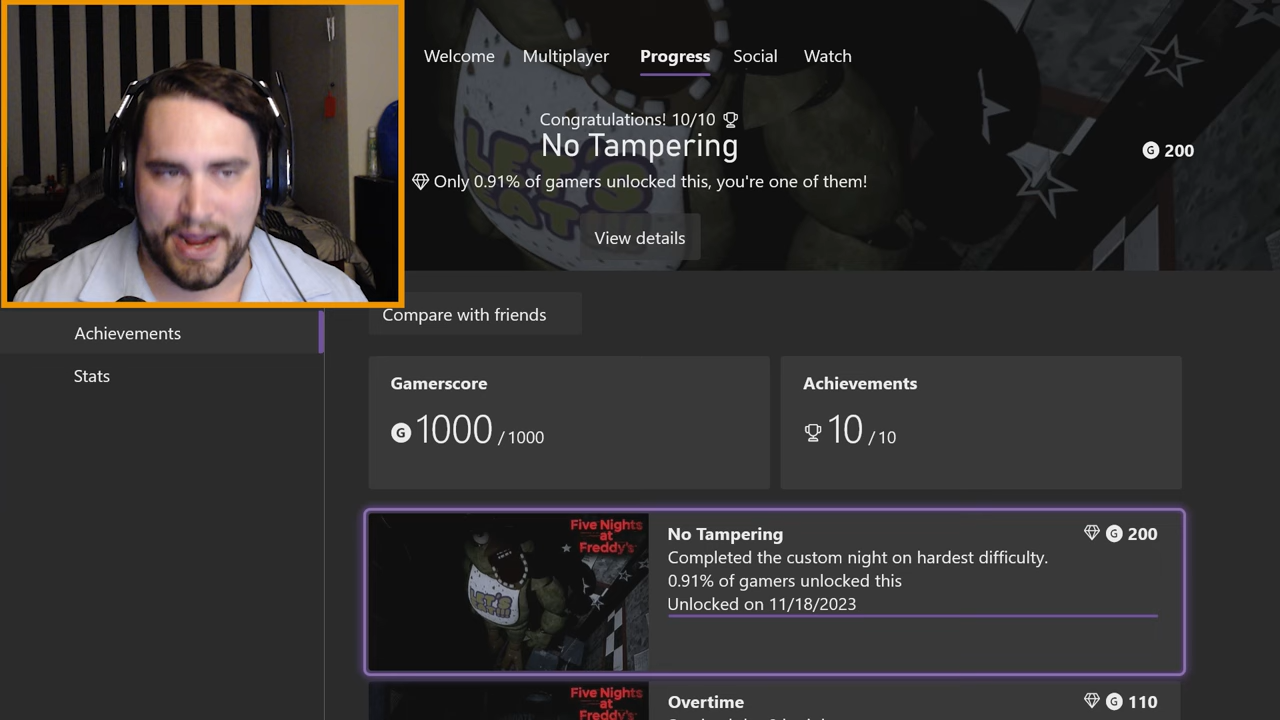 Welcome Multiplayer Progress Social Watch
Congratulations! 10/10
No Tampering
G 200
Only 0.91% of gamers unlocked this, you're one of them!
LET'S
EAT
View details
Compare with friends
Achievements
Stats
Gamerscore
G 1000 / 1000
Achievements
10 / 10
Five Nights
at
Freddy's
LET'S
No Tampering
G 200
Completed the custom night on hardest difficulty.
0.91% of gamers unlocked this
Unlocked on 11/18/2023
Five Nights
at
Freddy's
Overtime
G 110